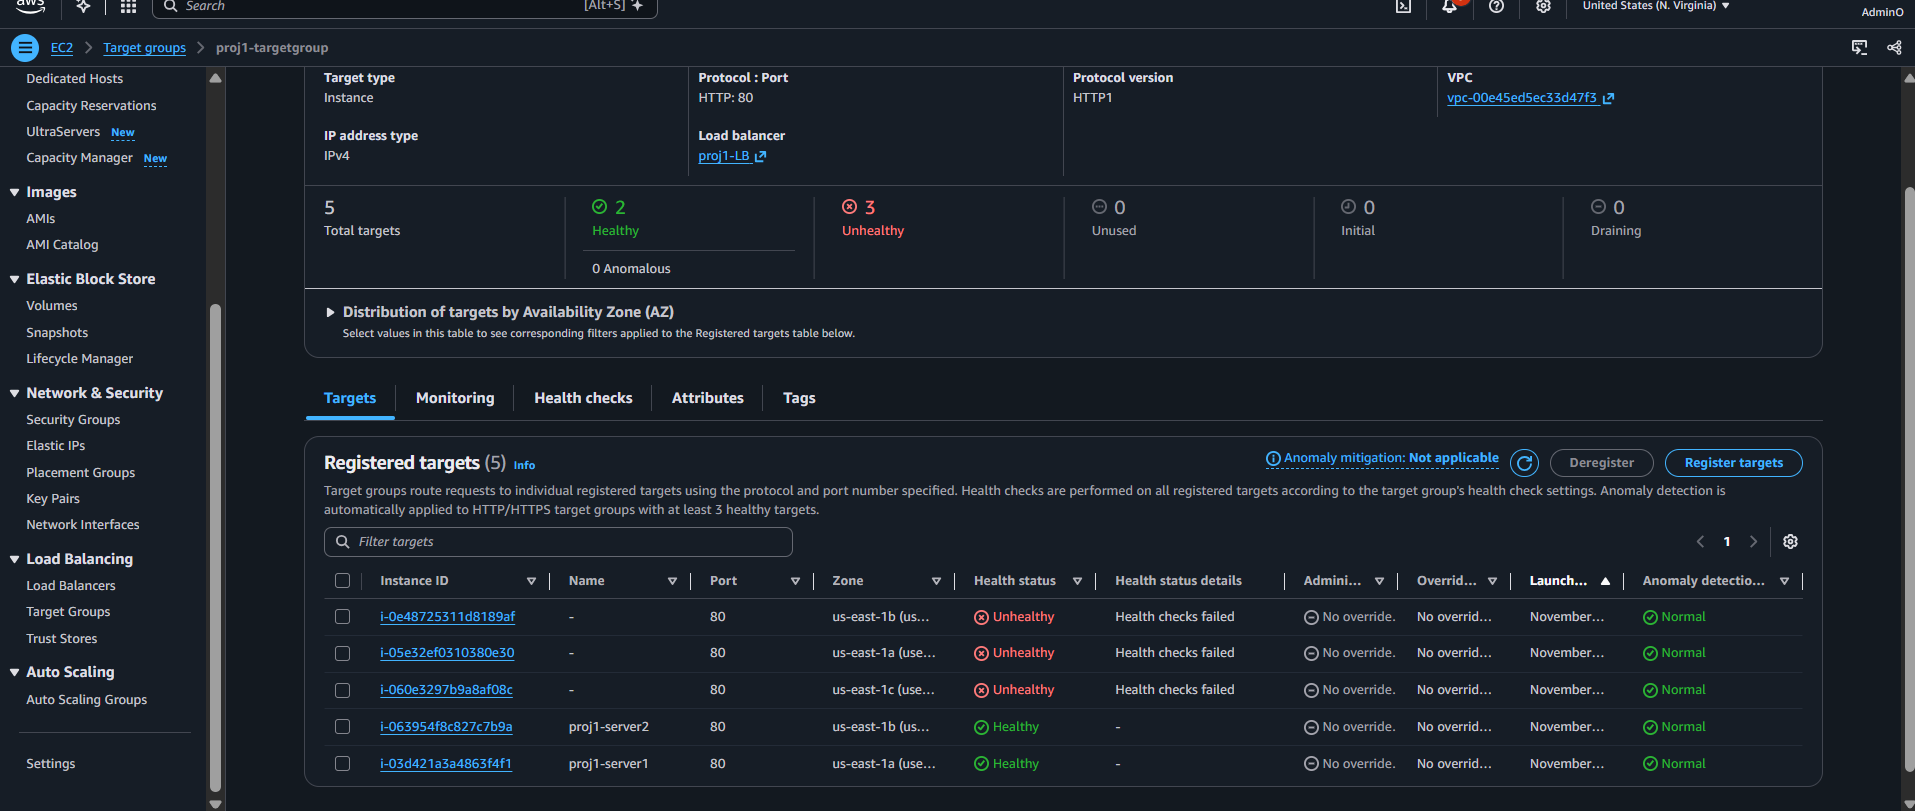 aws
Search
[Alt+S]
United States (N. Virginia)
AdminO
EC2 > Target groups > proj1-targetgroup
Dedicated Hosts
Capacity Reservations
UltraServers New
Capacity Manager New
Images
AMIs
AMI Catalog
Elastic Block Store
Volumes
Snapshots
Lifecycle Manager
Network & Security
Security Groups
Elastic IPs
Placement Groups
Key Pairs
Network Interfaces
Load Balancing
Load Balancers
Target Groups
Trust Stores
Auto Scaling
Auto Scaling Groups
Settings
Target type
Instance
Protocol : Port
HTTP: 80
Protocol version
HTTP1
VPC
vpc-00e45ed5ec33d47f3
IP address type
IPv4
Load balancer
proj1-LB
5
Total targets
2
Healthy
0 Anomalous
3
Unhealthy
0
Unused
0
Initial
0
Draining
Distribution of targets by Availability Zone (AZ)
Select values in this table to see corresponding filters applied to the Registered targets table below.
Targets Monitoring Health checks Attributes Tags
Registered targets (5) Info
Anomaly mitigation: Not applicable
Deregister
Register targets
Target groups route requests to individual registered targets using the protocol and port number specified. Health checks are performed on all registered targets according to the target group's health check settings. Anomaly detection is
automatically applied to HTTP/HTTPS target groups with at least 3 healthy targets.
Filter targets
1
Instance ID Name Port Zone Health status Health status details Admini... Overrid... Launch... Anomaly detectio...
i-0e48725311d8189af - 80 us-east-1b (us... Unhealthy Health checks failed No override. No overrid... November... Normal
i-05e32ef0310380e30 - 80 us-east-1a (use... Unhealthy Health checks failed No override. No overrid... November... Normal
i-060e3297b9a8af08c - 80 us-east-1c (use... Unhealthy Health checks failed No override. No overrid... November... Normal
i-063954f8c827c7b9a proj1-server2 80 us-east-1b (us... Healthy - No override. No overrid... November... Normal
i-03d421a3a4863f4f1 proj1-server1 80 us-east-1a (use... Healthy - No override. No overrid... November... Normal